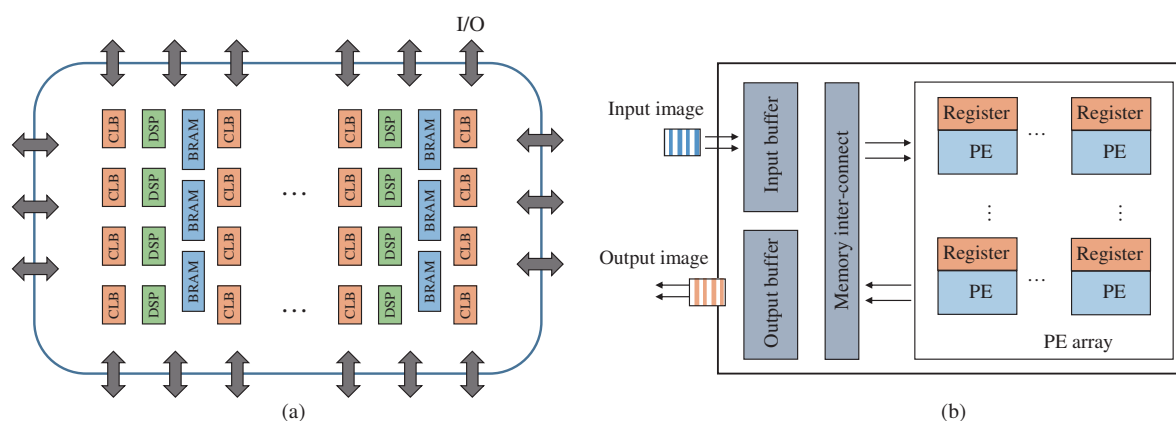 I/O
CLB DSP BRAM CLB ... CLB DSP BRAM CLB
CLB DSP BRAM CLB ... CLB DSP BRAM CLB
CLB DSP BRAM CLB CLB DSP BRAM CLB
CLB DSP CLB ... CLB DSP CLB
(a)
Input image
Input buffer
Output image
Output buffer
Memory inter-connect
Register ... Register
PE PE
⋮ ⋮
Register ... Register
PE PE
PE array
(b)